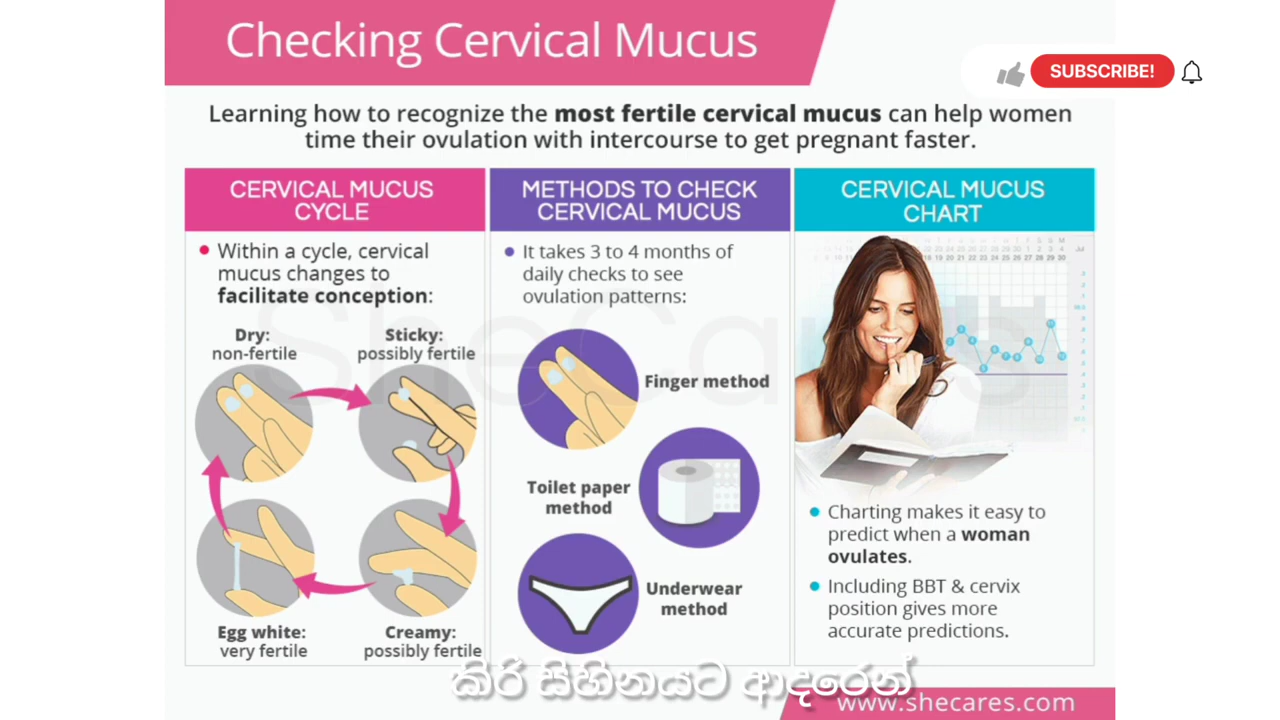 Checking Cervical Mucus
SUBSCRIBE!
Learning how to recognize the most fertile cervical mucus can help women
time their ovulation with intercourse to get pregnant faster.
CERVICAL MUCUS
CYCLE
Within a cycle, cervical
mucus changes to
facilitate conception:
Dry:
non-fertile
Sticky:
possibly fertile
Egg white:
very fertile
Creamy:
possibly fertile
METHODS TO CHECK
CERVICAL MUCUS
It takes 3 to 4 months of
daily checks to see
ovulation patterns:
Finger method
Toilet paper
method
Underwear
method
CERVICAL MUCUS
CHART
Charting makes it easy to
predict when a woman
ovulates.
Including BBT & cervix
position gives more
accurate predictions.
SheCares
කිරි සිහිනයට ආදරෙන්
www.shecares.com